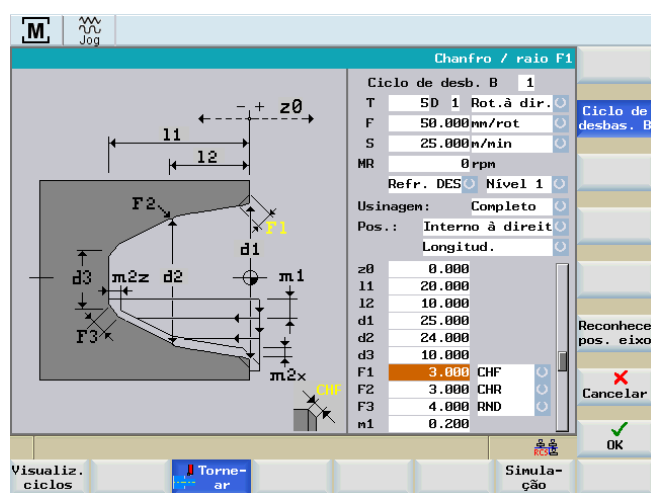 M
Jog
Chanfro / raio F1
Ciclo de desb. B 1
T 5 D 1 Rot.à dir.
F 50.000 mm/rot
S 25.000 m/min
MR 0 rpm
Refr. DES Nível 1
Usinagem: Completo
Pos.: Interno à direit
Longitud.
z0 0.000
l1 20.000
l2 10.000
d1 25.000
d2 24.000
d3 10.000
F1 3.000 CHF
F2 3.000 CHR
F3 4.000 RND
m1 0.200
- + z0
l1
l2
F2
F1
d1
d3 m2z d2 m1
F3
m2x
CHF
Ciclo de
desbas. B
Reconhece
pos. eixo
Cancelar
OK
RCS
Visualiz.
ciclos
Torne-
ar
Simula-
ção